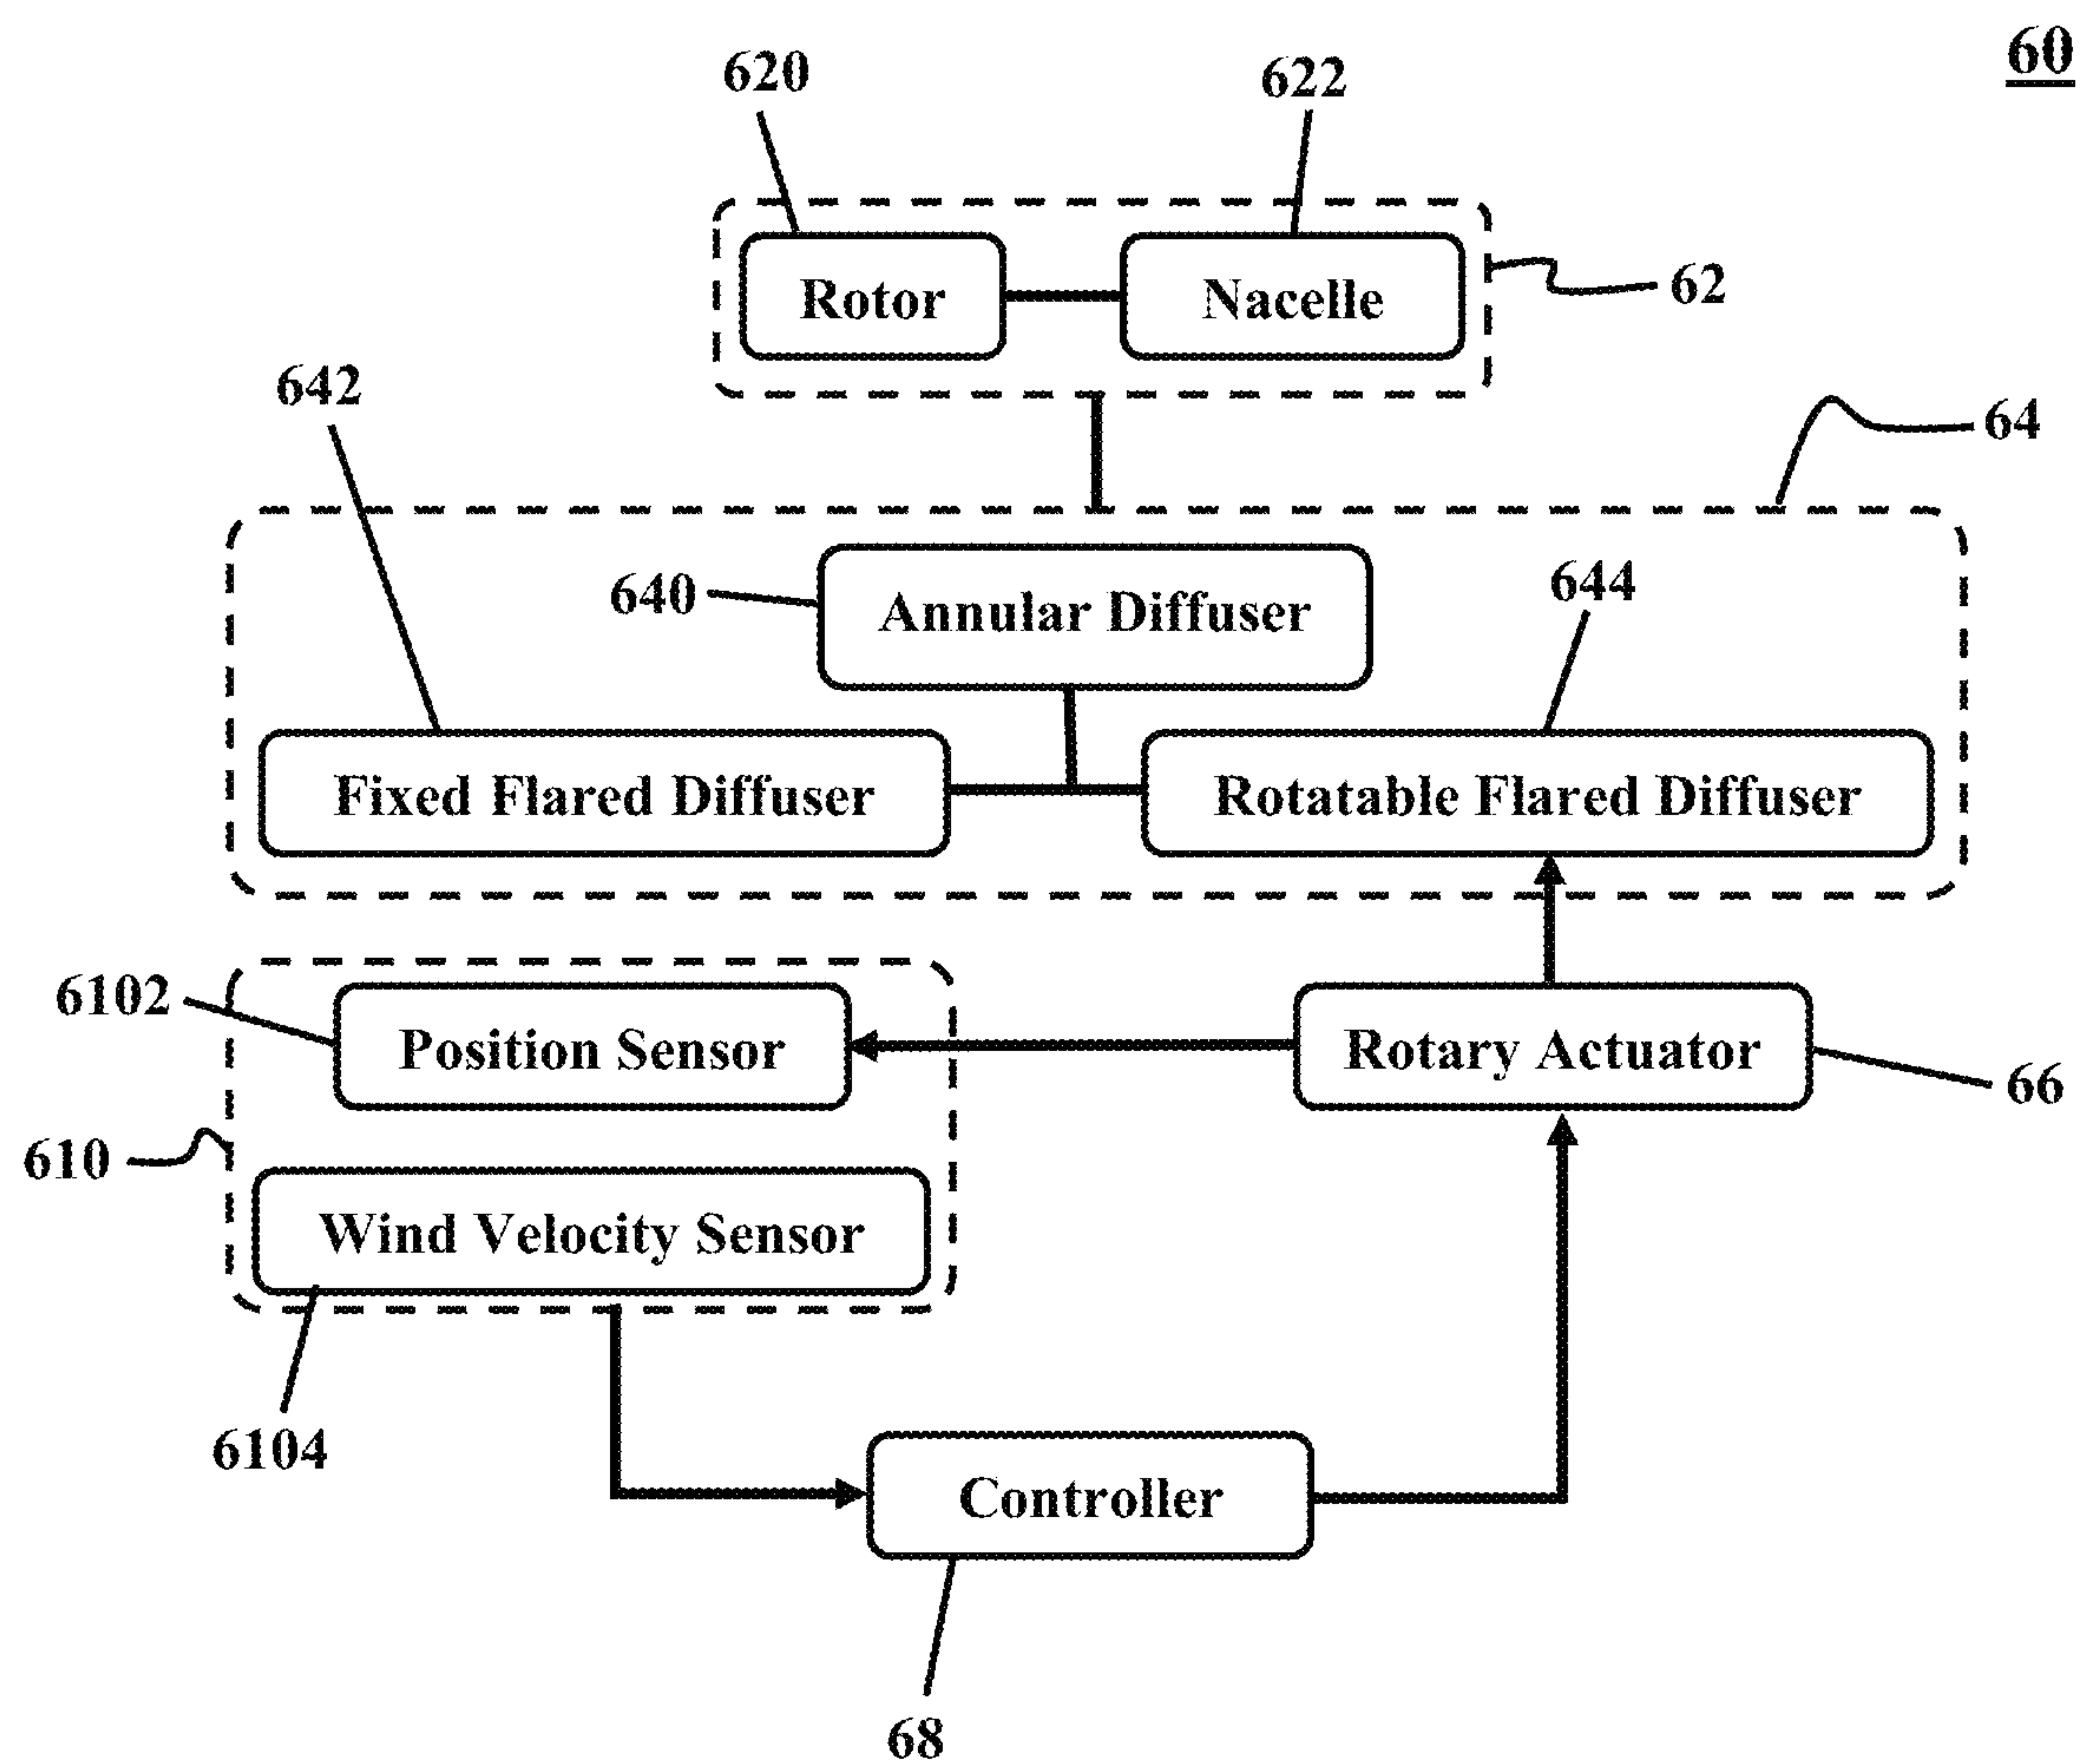 60
620
622
Rotor
Nacelle
62
642
64
640
Annular Diffuser
644
Fixed Flared Diffuser
Rotatable Flared Diffuser
6102
Position Sensor
Rotary Actuator
66
610
Wind Velocity Sensor
6104
Controller
68